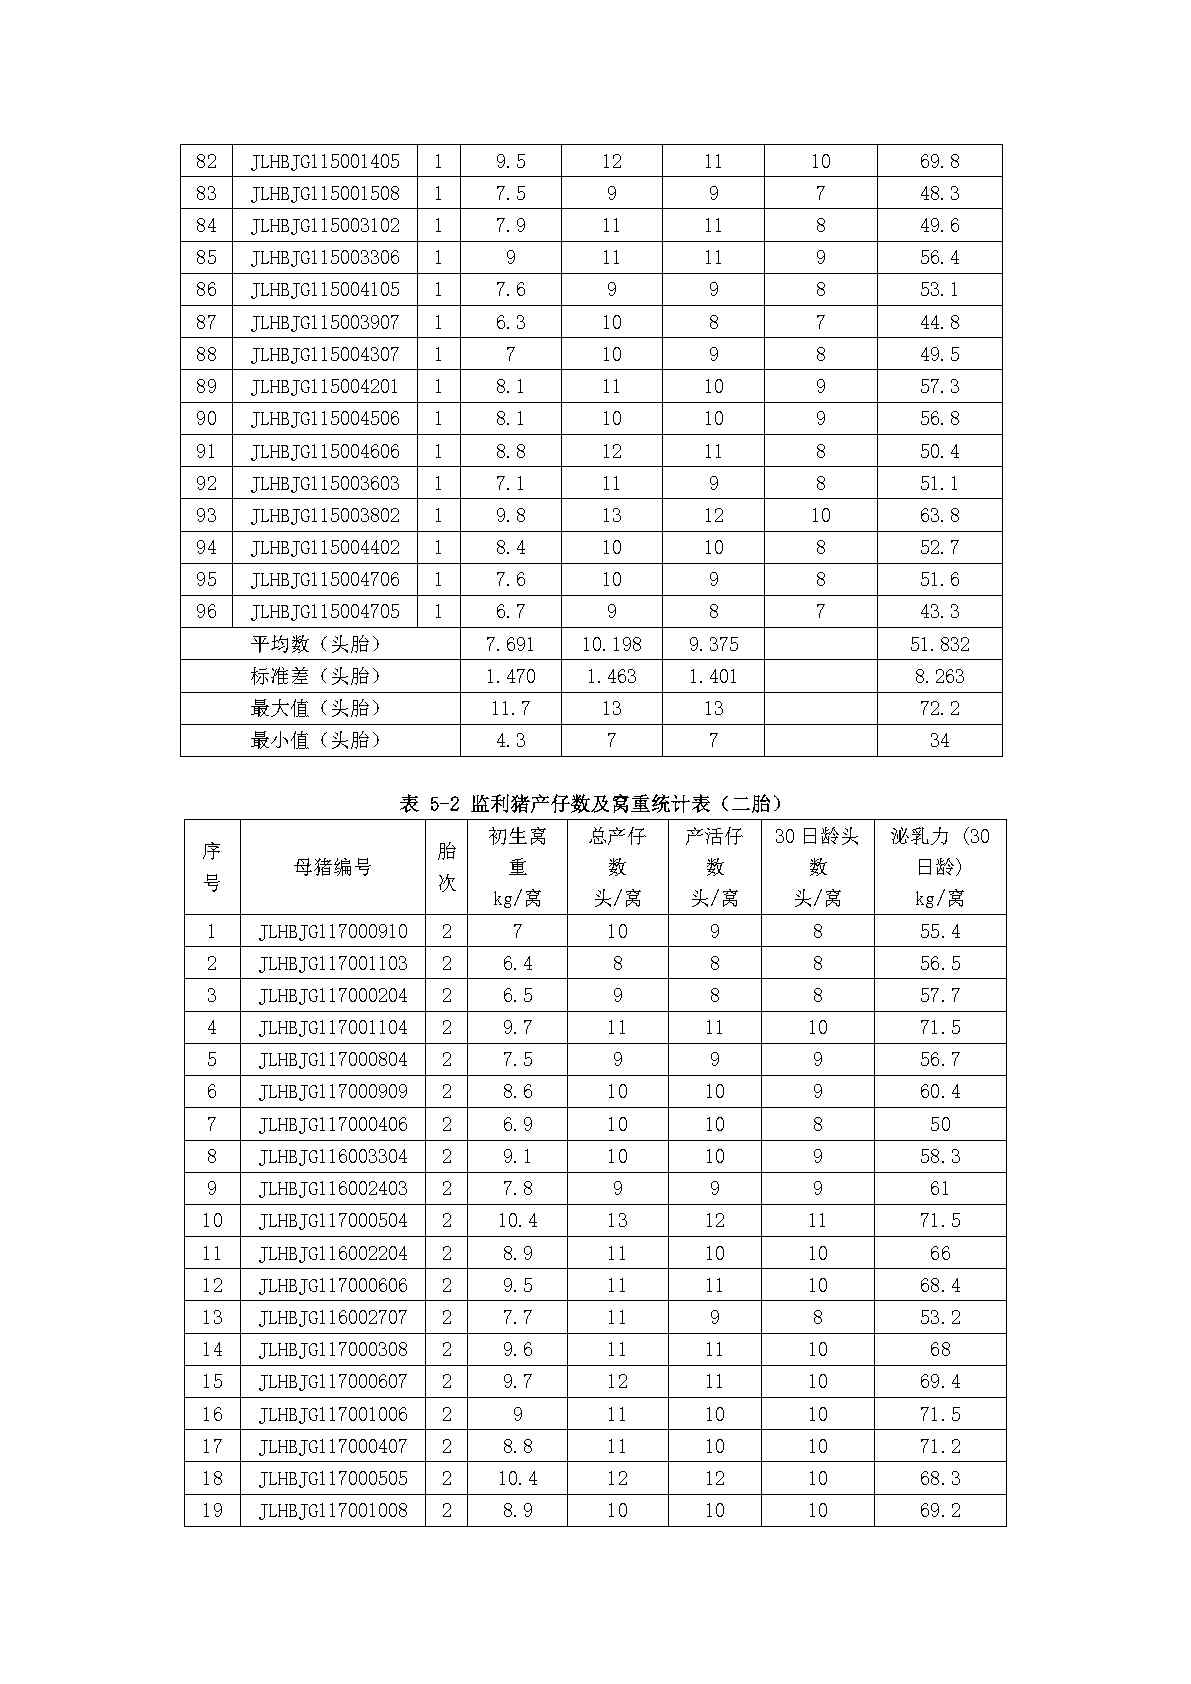 82 JLHBJG115001405 1 9.5 12 11 10 69.8
83 JLHBJG115001508 1 7.5 9 9 7 48.3
84 JLHBJG115003102 1 7.9 11 11 8 49.6
85 JLHBJG115003306 1 9 11 11 9 56.4
86 JLHBJG115004105 1 7.6 9 9 8 53.1
87 JLHBJG115003907 1 6.3 10 8 7 44.8
88 JLHBJG115004307 1 7 10 9 8 49.5
89 JLHBJG115004201 1 8.1 11 10 9 57.3
90 JLHBJG115004506 1 8.1 10 10 9 56.8
91 JLHBJG115004606 1 8.8 12 11 8 50.4
92 JLHBJG115003603 1 7.1 11 9 8 51.1
93 JLHBJG115003802 1 9.8 13 12 10 63.8
94 JLHBJG115004402 1 8.4 10 10 8 52.7
95 JLHBJG115004706 1 7.6 10 9 8 51.6
96 JLHBJG115004705 1 6.7 9 8 7 43.3
平均数（头胎） 7.691 10.198 9.375 51.832
标准差（头胎） 1.470 1.463 1.401 8.263
最大值（头胎） 11.7 13 13 72.2
最小值（头胎） 4.3 7 7 34
表 5-2 监利猪产仔数及窝重统计表（二胎）
序号 母猪编号 胎次 初生窝重 kg/窝 总产仔数 头/窝 产活仔数 头/窝 30日龄头数 头/窝 泌乳力 (30日龄) kg/窝
1 JLHBJG117000910 2 7 10 9 8 55.4
2 JLHBJG117001103 2 6.4 8 8 8 56.5
3 JLHBJG117000204 2 6.5 9 8 8 57.7
4 JLHBJG117001104 2 9.7 11 11 10 71.5
5 JLHBJG117000804 2 7.5 9 9 9 56.7
6 JLHBJG117000909 2 8.6 10 10 9 60.4
7 JLHBJG117000406 2 6.9 10 10 8 50
8 JLHBJG116003304 2 9.1 10 10 9 58.3
9 JLHBJG116002403 2 7.8 9 9 9 61
10 JLHBJG117000504 2 10.4 13 12 11 71.5
11 JLHBJG116002204 2 8.9 11 10 10 66
12 JLHBJG117000606 2 9.5 11 11 10 68.4
13 JLHBJG116002707 2 7.7 11 9 8 53.2
14 JLHBJG117000308 2 9.6 11 11 10 68
15 JLHBJG117000607 2 9.7 12 11 10 69.4
16 JLHBJG117001006 2 9 11 10 10 71.5
17 JLHBJG117000407 2 8.8 11 10 10 71.2
18 JLHBJG117000505 2 10.4 12 12 10 68.3
19 JLHBJG117001008 2 8.9 10 10 10 69.2